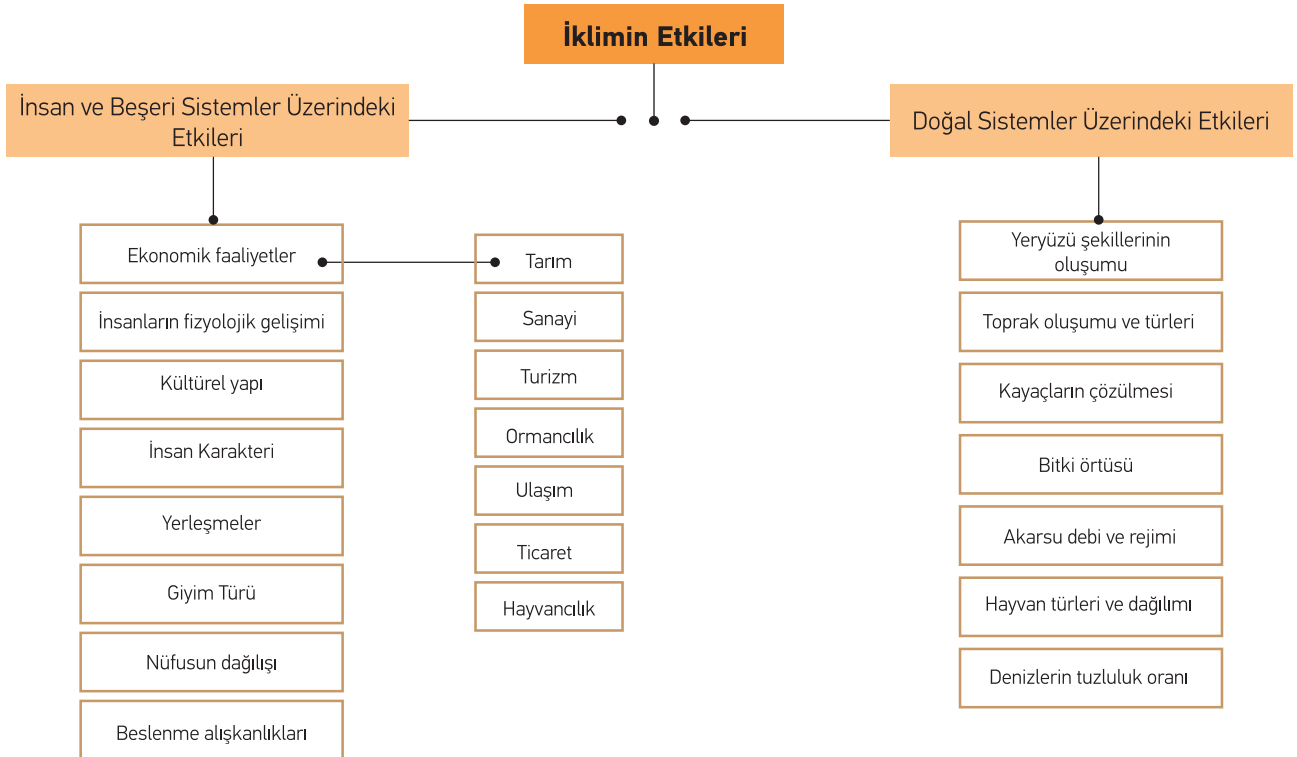 İklimin Etkileri
İnsan ve Beşeri Sistemler Üzerindeki
Etkileri
Doğal Sistemler Üzerindeki Etkileri
Ekonomik faaliyetler
İnsanların fizyolojik gelişimi
Kültürel yapı
İnsan Karakteri
Yerleşmeler
Giyim Türü
Nüfusun dağılışı
Beslenme alışkanlıkları
Tarım
Sanayi
Turizm
Ormancılık
Ulaşım
Ticaret
Hayvancılık
Yeryüzü şekillerinin
oluşumu
Toprak oluşumu ve türleri
Kayaçların çözülmesi
Bitki örtüsü
Akarsu debi ve rejimi
Hayvan türleri ve dağılımı
Denizlerin tuzluluk oranı